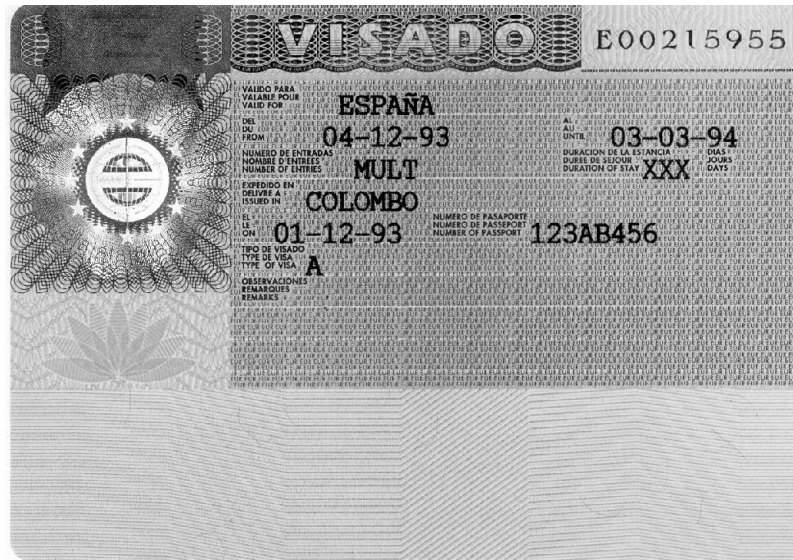 VISADO
E00215955
VALIDO PARA
VALABLE POUR
VALID FOR
ESPAÑA
DEL
DU
FROM
04-12-93
AL
AU
UNTIL
03-03-94
NUMERO DE ENTRADAS
NOMBRE D'ENTREES
NUMBER OF ENTRIES
MULT
DURACION DE LA ESTANCIA
DUREE DE SEJOUR
DURATION OF STAY
XXX
DIAS
JOURS
DAYS
EXPEDIDO EN
DELIVRE A
ISSUED IN
COLOMBO
EL
LE
ON
01-12-93
NUMERO DE PASAPORTE
NUMERO DE PASSEPORT
NUMBER OF PASSPORT
123AB456
TIPO DE VISADO
TYPE DE VISA
TYPE OF VISA
A
OBSERVACIONES
REMARQUES
REMARKS